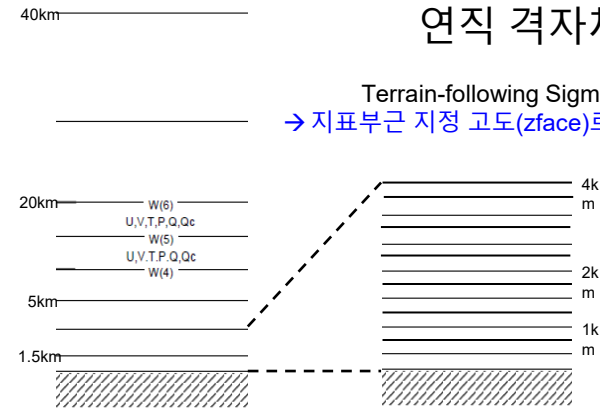 40km
연직 격자
Terrain-following Sigm
→ 지표부근 지정 고도(zface)로
20km
W(6)
U,V,T,P,Q,Qc
W(5)
U,V.T.P.Q,Qc
W(4)
5km
1.5km
4k
m
2k
m
1k
m